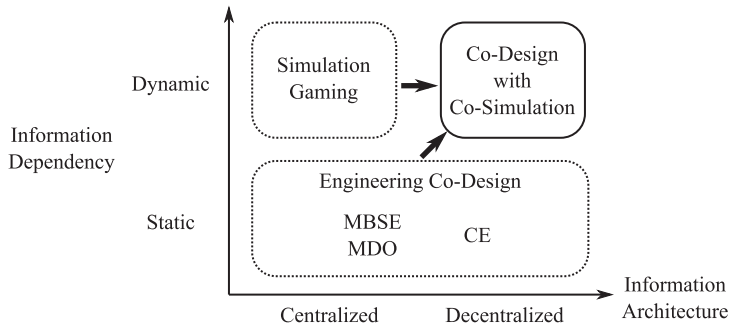 Simulation
Gaming
Co-Design
with
Co-Simulation
Dynamic
Information
Dependency
Engineering Co-Design
MBSE
MDO
CE
Static
Centralized
Decentralized
Information
Architecture